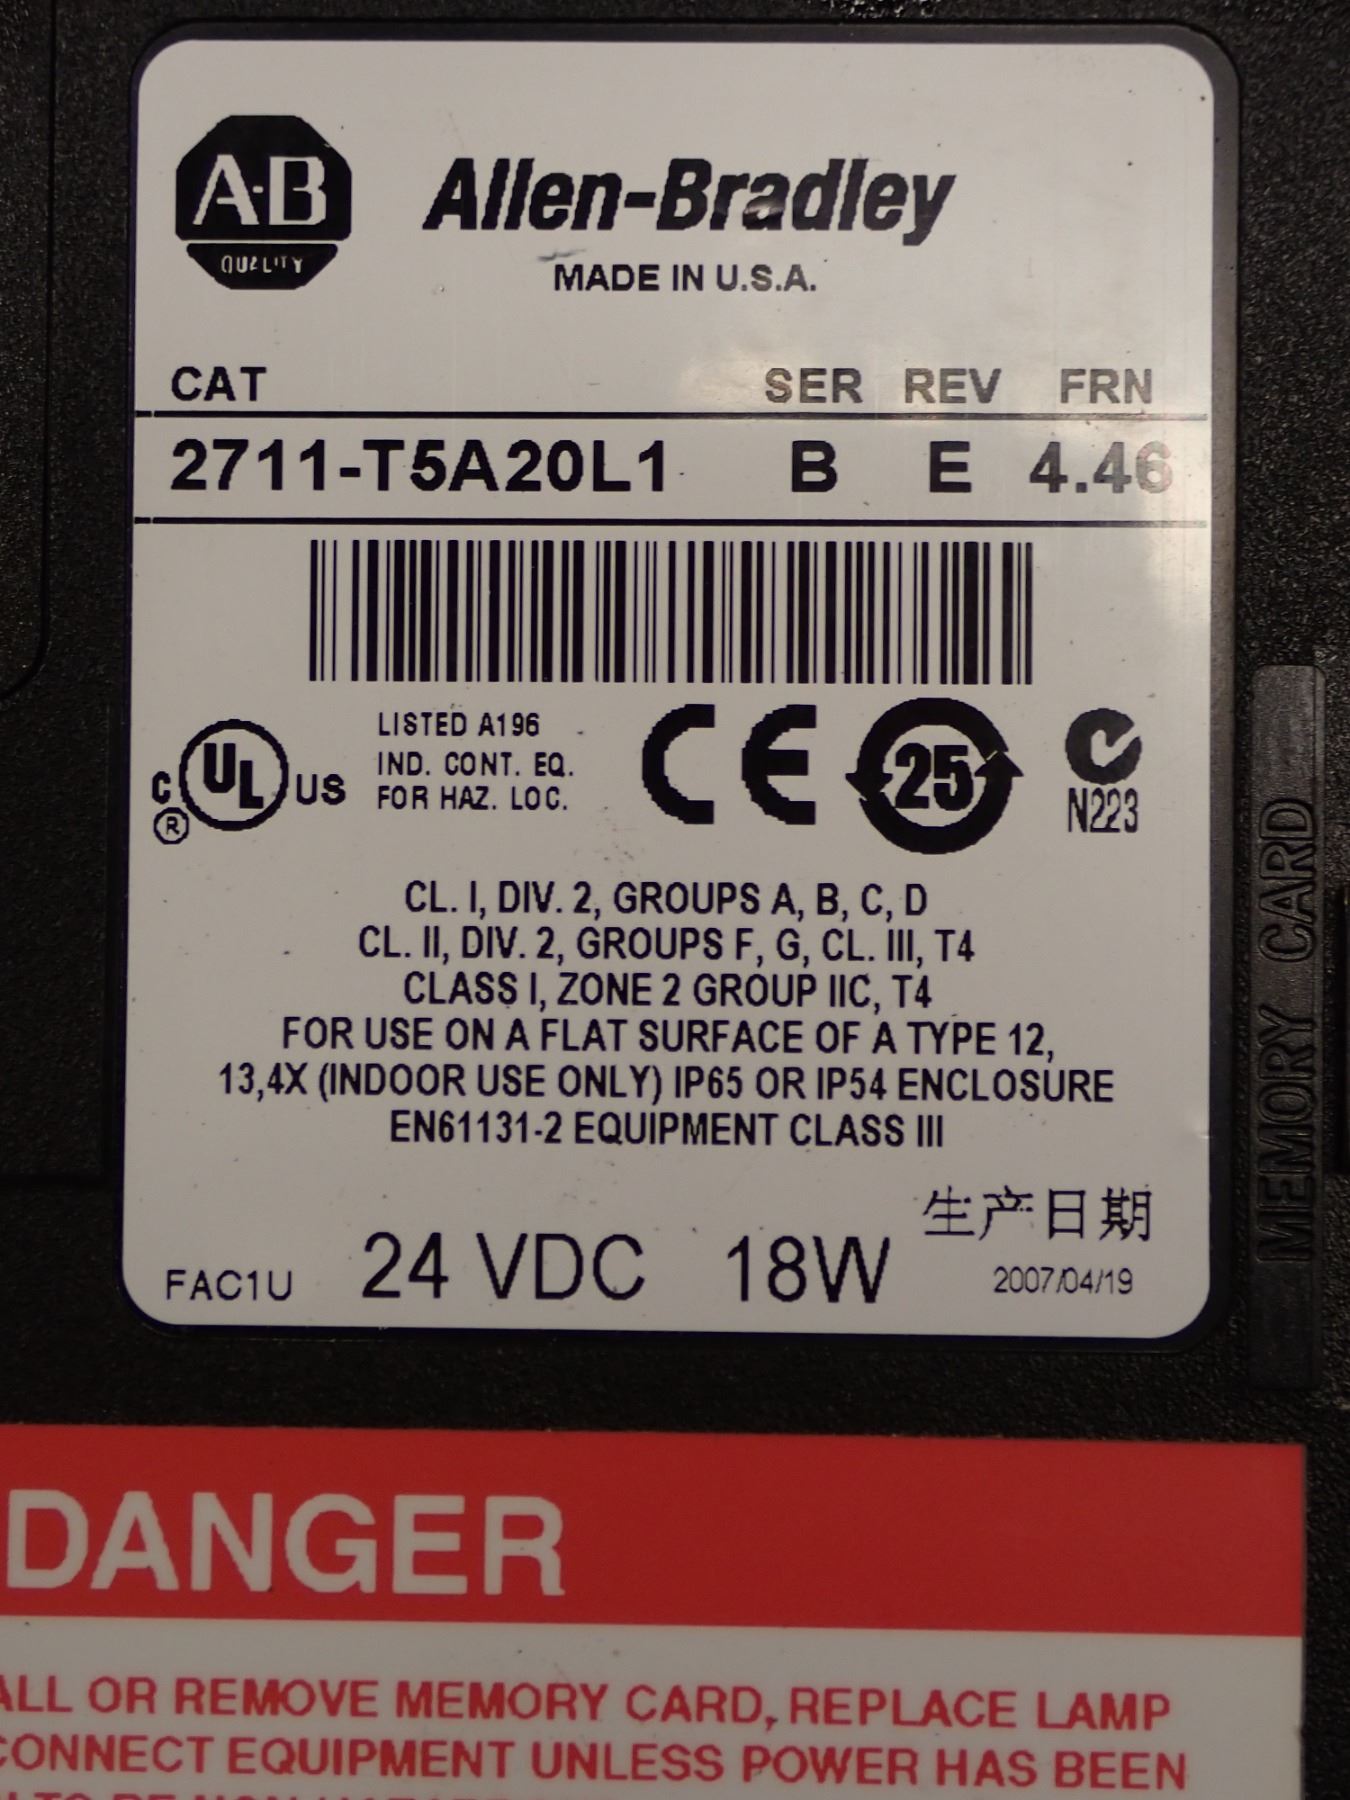 A-B
QUALITY
Allen-Bradley
MADE IN U.S.A.
CAT SER REV FRN
2711-T5A20L1 B E 4.46
C UL US
®
LISTED A196
IND. CONT. EQ.
FOR HAZ. LOC.
CE
25
N223
CL. I, DIV. 2, GROUPS A, B, C, D
CL. II, DIV. 2, GROUPS F, G, CL. III, T4
CLASS I, ZONE 2 GROUP IIC, T4
FOR USE ON A FLAT SURFACE OF A TYPE 12,
13,4X (INDOOR USE ONLY) IP65 OR IP54 ENCLOSURE
EN61131-2 EQUIPMENT CLASS III
生产日期
FAC1U 24 VDC 18W 2007/04/19
MEMORY CARD
DANGER
ALL OR REMOVE MEMORY CARD, REPLACE LAMP
CONNECT EQUIPMENT UNLESS POWER HAS BEEN